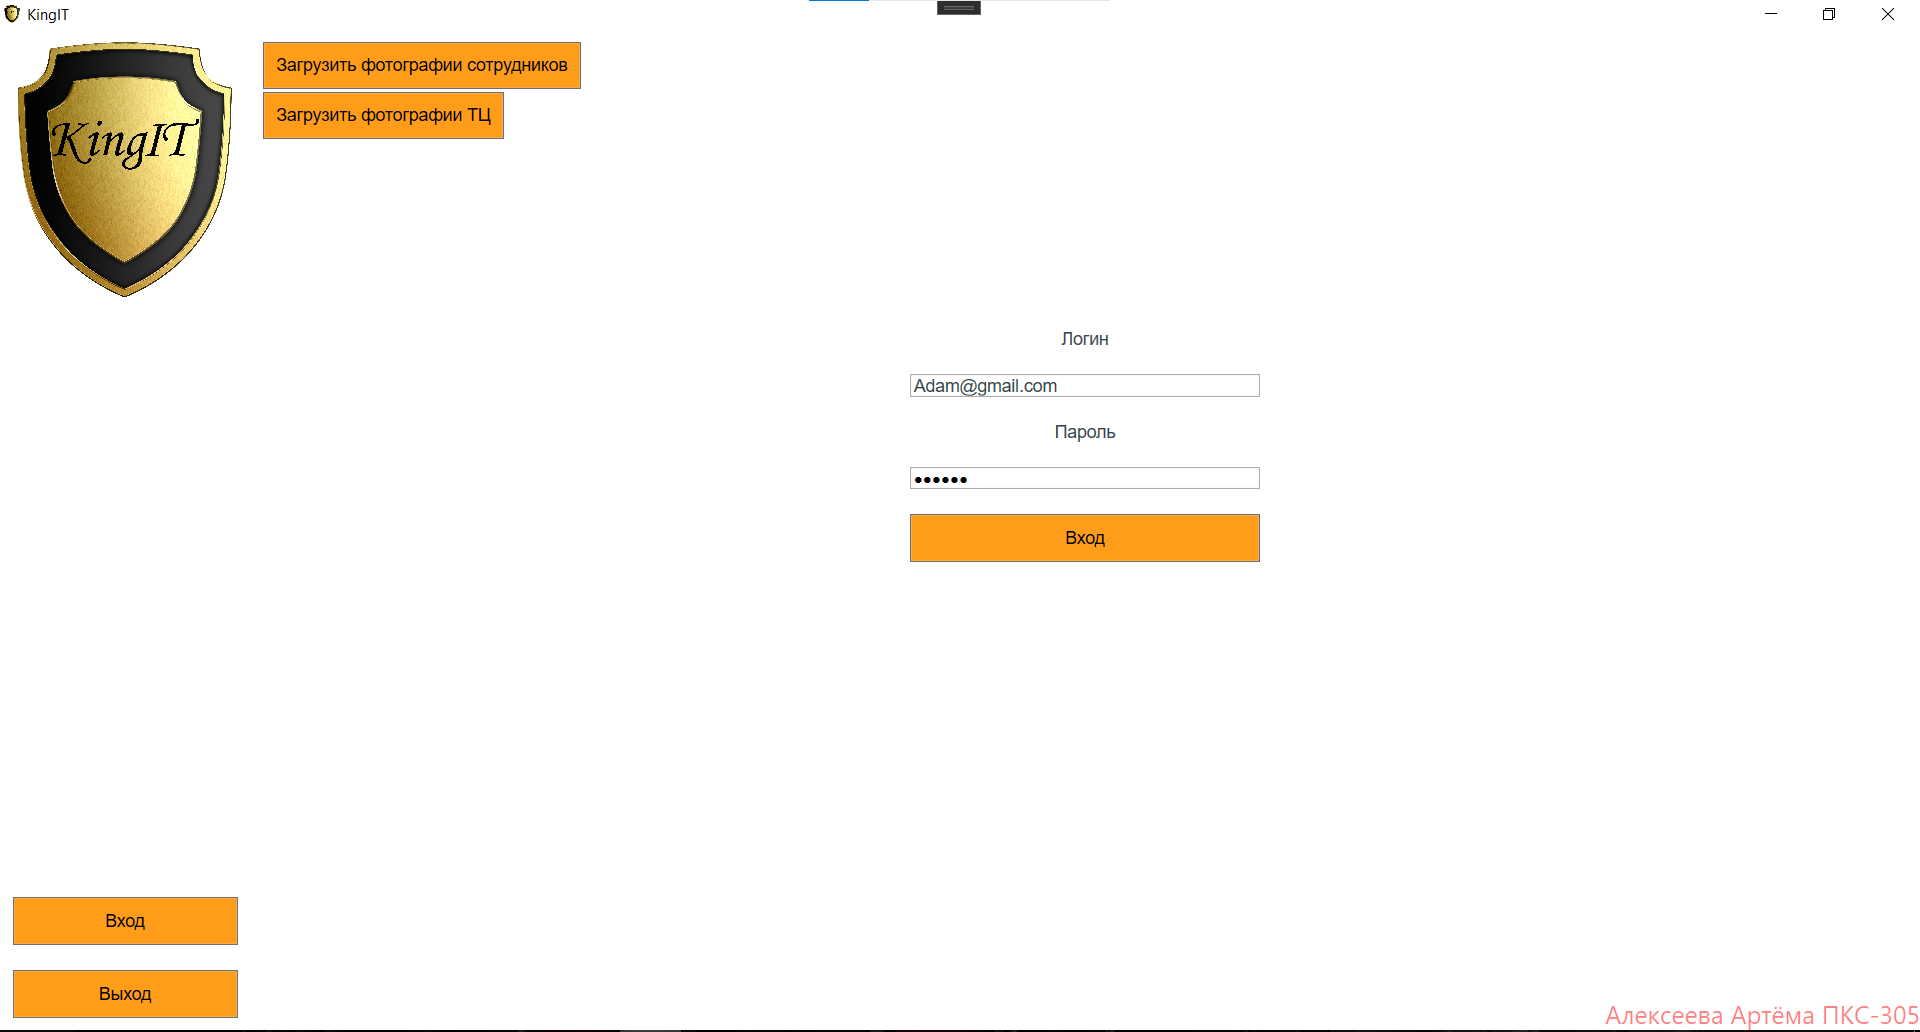 KingIT
KingIT
Загрузить фотографии сотрудников
Загрузить фотографии ТЦ
Логин
Adam@gmail.com
Пароль
••••••
Вход
Вход
Выход
Алексеева Артёма ПКС-305